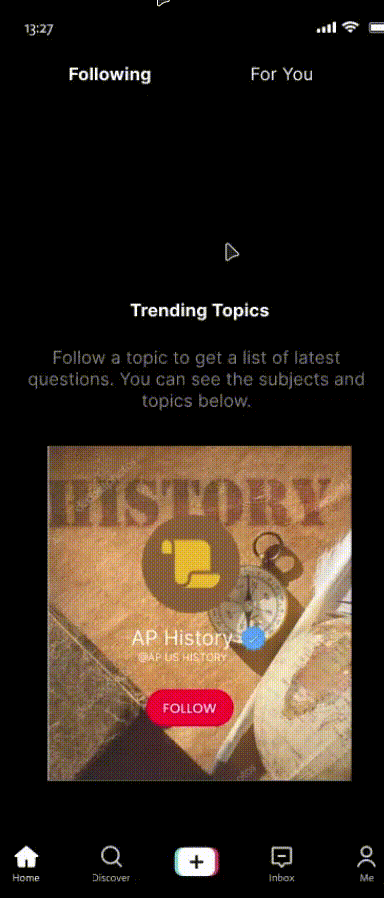 13:27
Following
For You
Trending Topics
Follow a topic to get a list of latest
questions. You can see the subjects and
topics below.
HISTORY
AP History
@AP US HISTORY
FOLLOW
Home
Discover
Inbox
Me